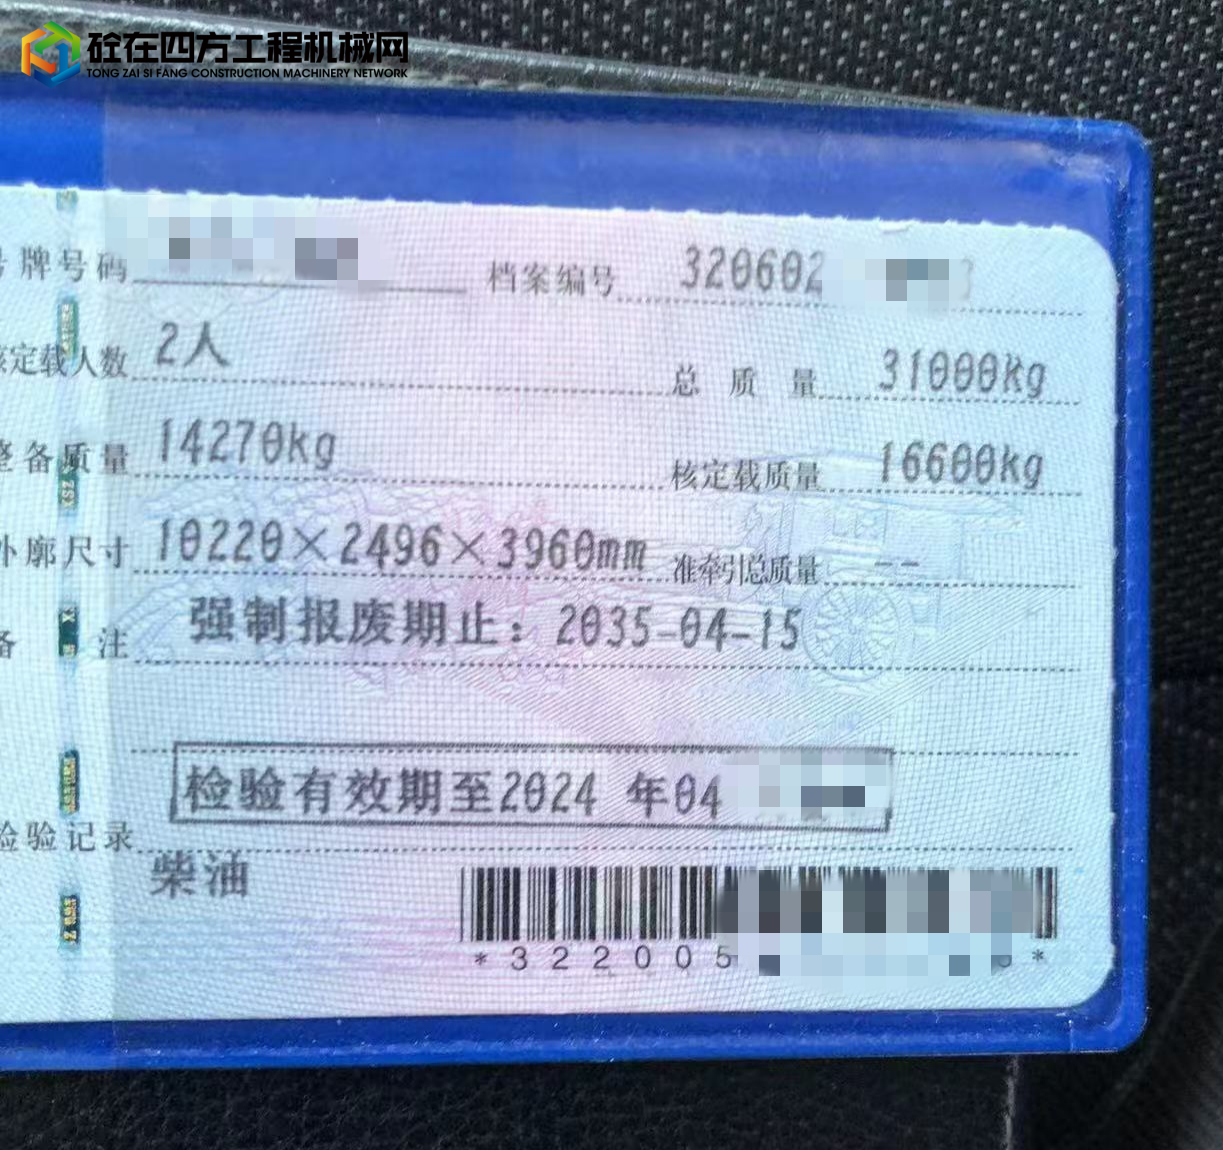 砼在四方工程机械网
TONG ZAI SI FANG CONSTRUCTION MACHINERY NETWORK
号牌号码 档案编号 320602 3
核定载人数 2人 总质量 31000kg
整备质量 14270kg 核定载质量 16600kg
外廓尺寸 10220×2496×3960mm 准牵引总质量 --
备注 强制报废期止：2035-04-15
检验有效期至2024 年04
检验记录
柴油
*322005 *